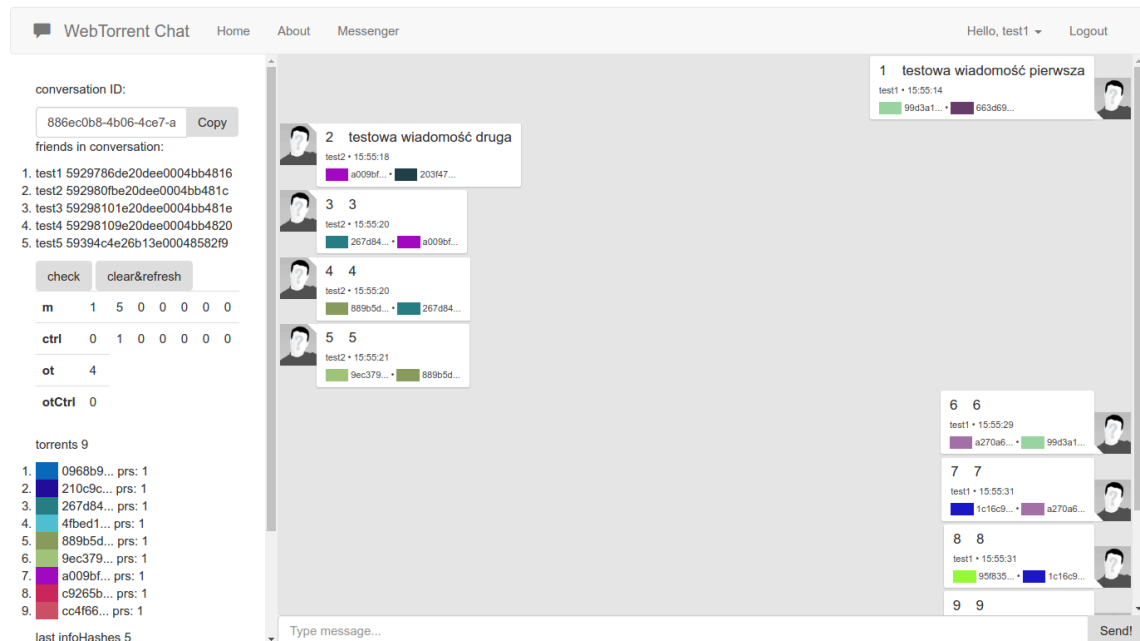 WebTorrent Chat Home About Messenger Hello, test1 Logout
conversation ID:
886ec0b8-4b06-4ce7-a Copy
friends in conversation:
1. test1 5929786de20dee0004bb4816
2. test2 592980fbe20dee0004bb481c
3. test3 59298101e20dee0004bb481e
4. test4 59298109e20dee0004bb4820
5. test5 59394c4e26b13e00048582f9
check clear&refresh
m 1 5 0 0 0 0 0
ctrl 0 1 0 0 0 0 0
ot 4
otCtrl 0
torrents 9
1. 0968b9... prs: 1
2. 210c9c... prs: 1
3. 267d84... prs: 1
4. 4fbed1... prs: 1
5. 889b5d... prs: 1
6. 9ec379... prs: 1
7. a009bf... prs: 1
8. c9265b... prs: 1
9. cc4f66... prs: 1
last infoHashes 5
1 testowa wiadomość pierwsza
test1 • 15:55:14
99d3a1... • 663d69...
2 testowa wiadomość druga
test2 • 15:55:18
a009bf... • 203f47...
3 3
test2 • 15:55:20
267d84... • a009bf...
4 4
test2 • 15:55:20
889b5d... • 267d84...
5 5
test2 • 15:55:21
9ec379... • 889b5d...
6 6
test1 • 15:55:29
a270a6... • 99d3a1...
7 7
test1 • 15:55:31
1c16c9... • a270a6...
8 8
test1 • 15:55:31
95f835... • 1c16c9...
9 9
Type message... Send!